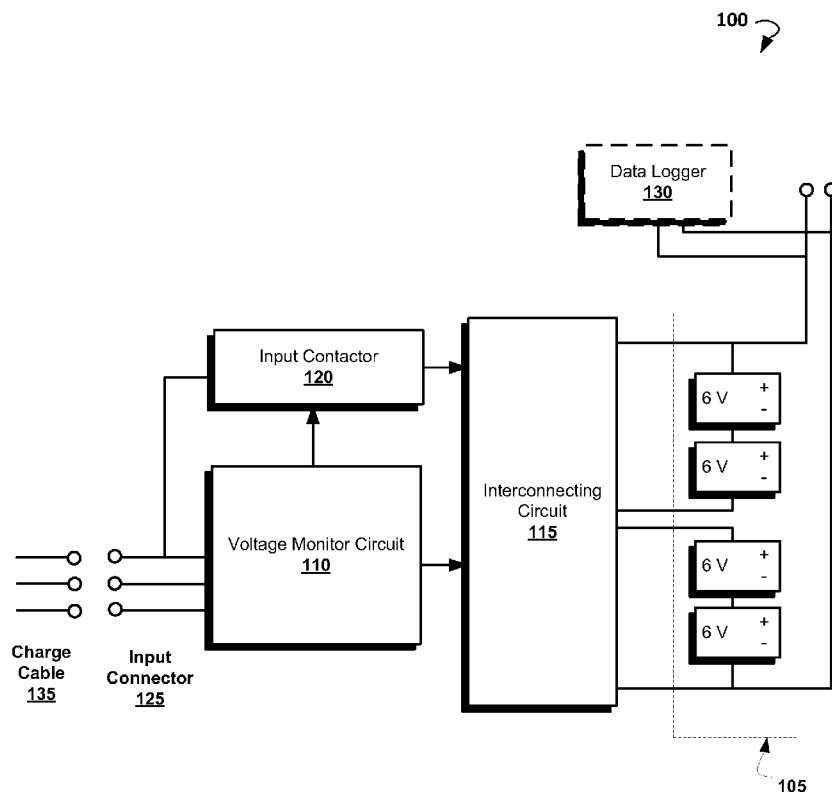 100
Data Logger
130
Input Contactor
120
6 V
+
-
6 V
+
-
Interconnecting
Circuit
115
Voltage Monitor Circuit
110
6 V
+
-
6 V
+
-
Charge
Cable
135
Input
Connector
125
105